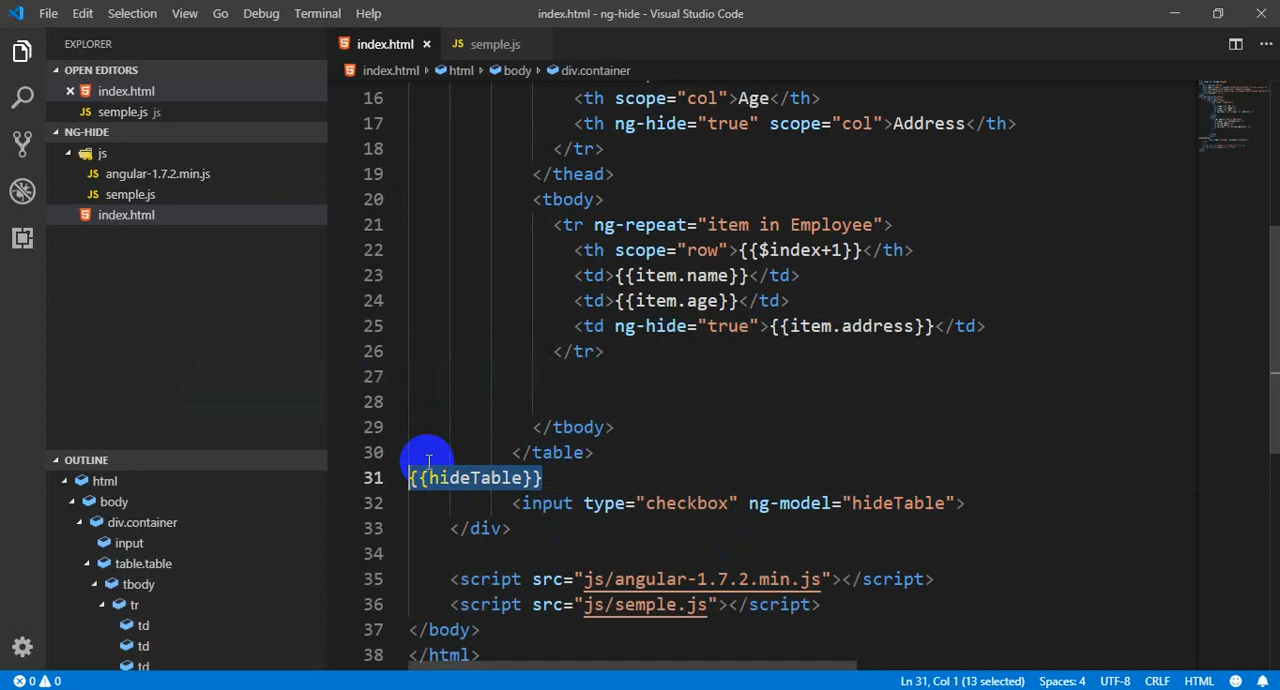 File Edit Selection View Go Debug Terminal Help
index.html - ng-hide - Visual Studio Code
EXPLORER
OPEN EDITORS
index.html
semple.js js
NG-HIDE
js
JS angular-1.7.2.min.js
JS semple.js
index.html
OUTLINE
html
body
div.container
input
table.table
tbody
tr
td
td
td
index.html
JS semple.js
index.html html body div.container
16 <th scope="col">Age</th>
17 <th ng-hide="true" scope="col">Address</th>
18 </tr>
19 </thead>
20 <tbody>
21 <tr ng-repeat="item in Employee">
22 <th scope="row">{{$index+1}}</th>
23 <td>{{item.name}}</td>
24 <td>{{item.age}}</td>
25 <td ng-hide="true">{{item.address}}</td>
26 </tr>
27
28
29 </tbody>
30 </table>
31 {{hideTable}}
32 <input type="checkbox" ng-model="hideTable">
33 </div>
34
35 <script src="js/angular-1.7.2.min.js"></script>
36 <script src="js/semple.js"></script>
37 </body>
38 </html>
0 0
Ln 31, Col 1 (13 selected) Spaces: 4 UTF-8 CRLF HTML